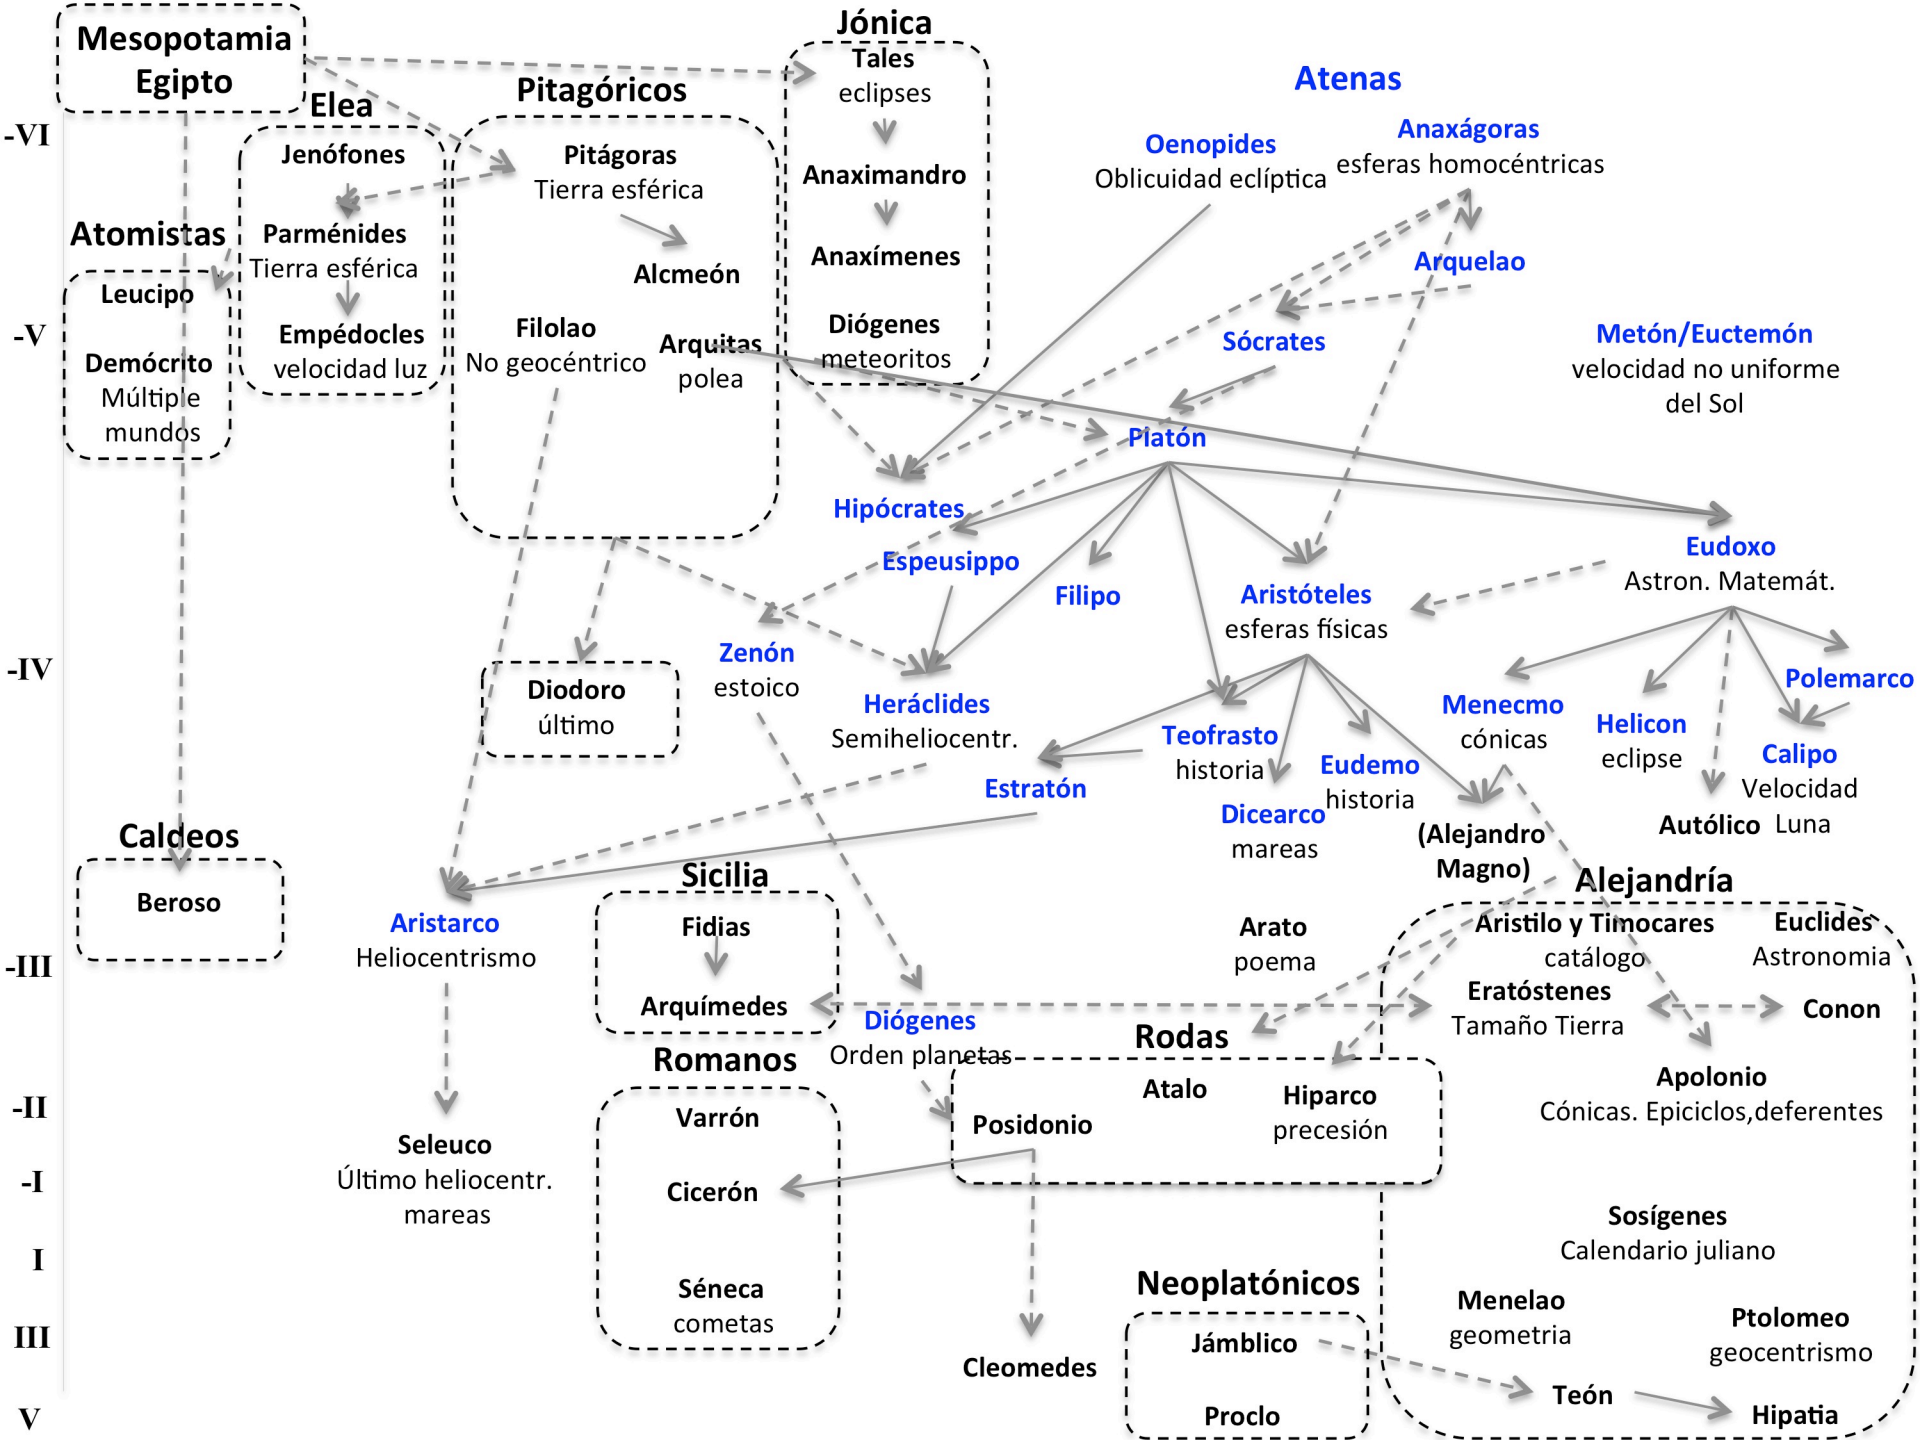 Mesopotamia
Egipto
-VI
-V
-IV
-III
-II
-I
I
III
V
Elea
Jenófones
Parménides
Tierra esférica
Empédocles
velocidad luz
Atomistas
Leucipo
Demócrito
Múltiple
mundos
Pitagóricos
Pitágoras
Tierra esférica
Alcmeón
Filolao
No geocéntrico
Arquitas
polea
Jónica
Tales
eclipses
Anaximandro
Anaxímenes
Diógenes
meteoritos
Atenas
Oenopides
Oblicuidad eclíptica
Anaxágoras
esferas homocéntricas
Arquelao
Sócrates
Metón/Euctemón
velocidad no uniforme
del Sol
Platón
Hipócrates
Espeusippo
Filipo
Aristóteles
esferas físicas
Eudoxo
Astron. Matemát.
Diodoro
último
Zenón
estoico
Heráclides
Semiheliocentr.
Estratón
Teofrasto
historia
Dicearco
mareas
Eudemo
historia
Menecmo
cónicas
Helicon
eclipse
Polemarco
Calipo
Velocidad
Luna
Autólico
(Alejandro
Magno)
Caldeos
Beroso
Aristarco
Heliocentrismo
Seleuco
Último heliocentr.
mareas
Sicilia
Fidias
Arquímedes
Diógenes
Orden planetas
Romanos
Varrón
Cicerón
Séneca
cometas
Arato
poema
Rodas
Atalo
Posidonio
Hiparco
precesión
Cleomedes
Alejandría
Aristilo y Timocares
catálogo
Euclides
Astronomia
Eratóstenes
Tamaño Tierra
Conon
Apolonio
Cónicas. Epiciclos,deferentes
Sosígenes
Calendario juliano
Menelao
geometria
Ptolomeo
geocentrismo
Teón
Hipatia
Neoplatónicos
Jámblico
Proclo